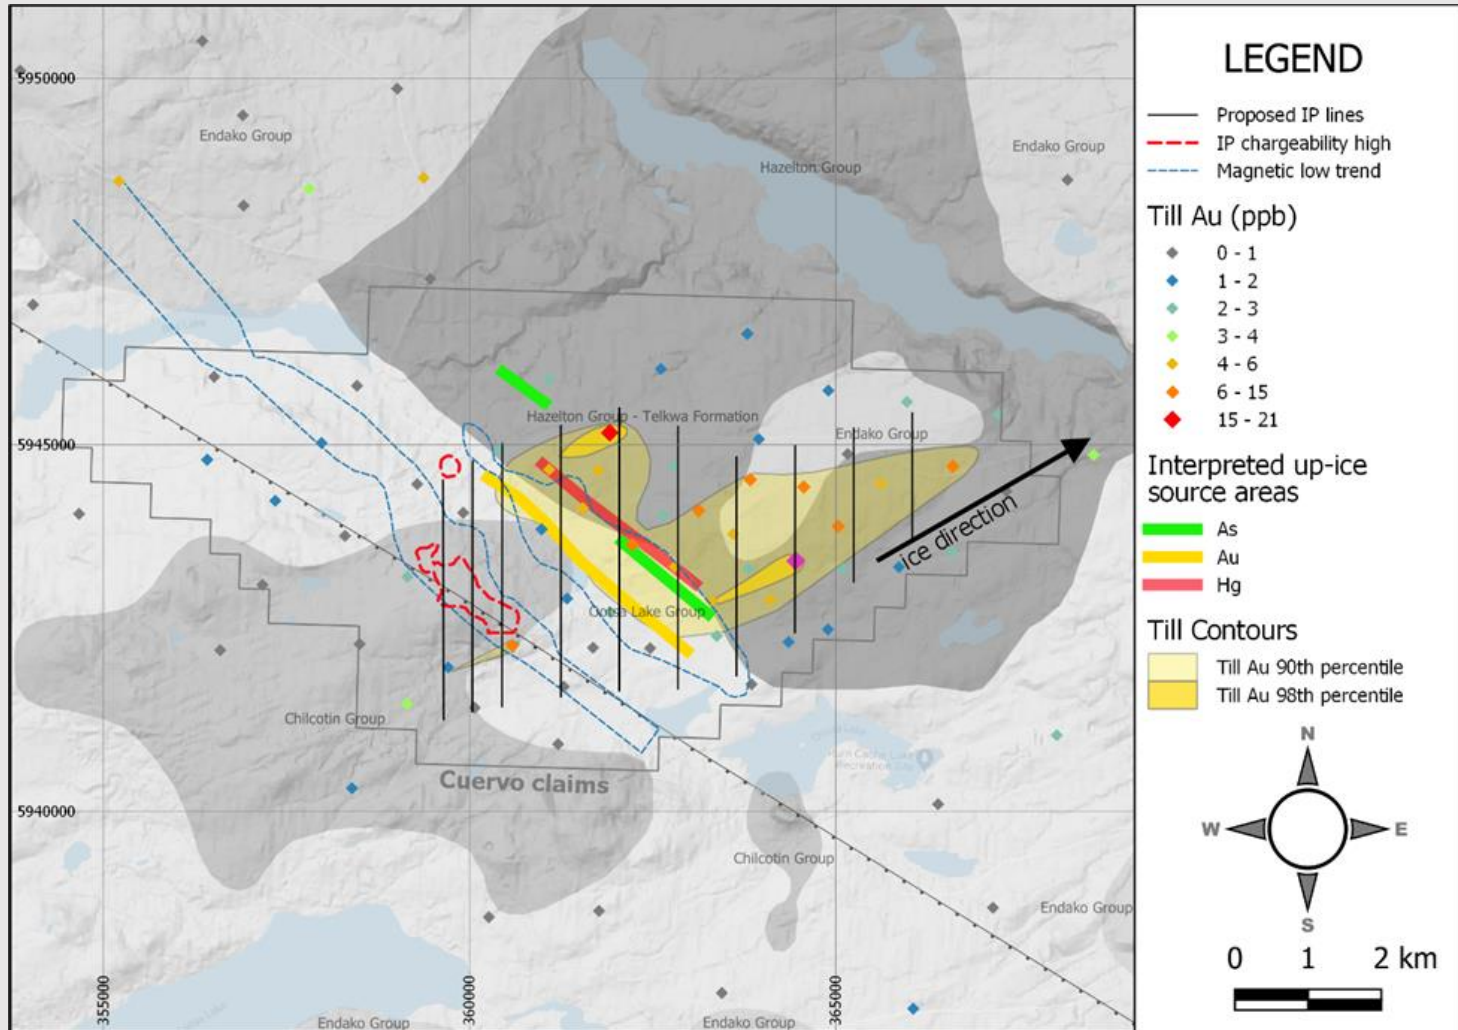 5950000
Endako Group
Hazelton Group
Endako Group
Hazelton Group - Telkwa Formation
5945000
Endako Group
ice direction
Ootsa Lake Group
Chilcotin Group
Cuervo claims
5940000
Chilcotin Group
Endako Group
355000
360000
365000
Endako Group
Endako Group
LEGEND
Proposed IP lines
IP chargeability high
Magnetic low trend
Till Au (ppb)
0 - 1
1 - 2
2 - 3
3 - 4
4 - 6
6 - 15
15 - 21
Interpreted up-ice
source areas
As
Au
Hg
Till Contours
Till Au 90th percentile
Till Au 98th percentile
N
W
E
S
0 1 2 km